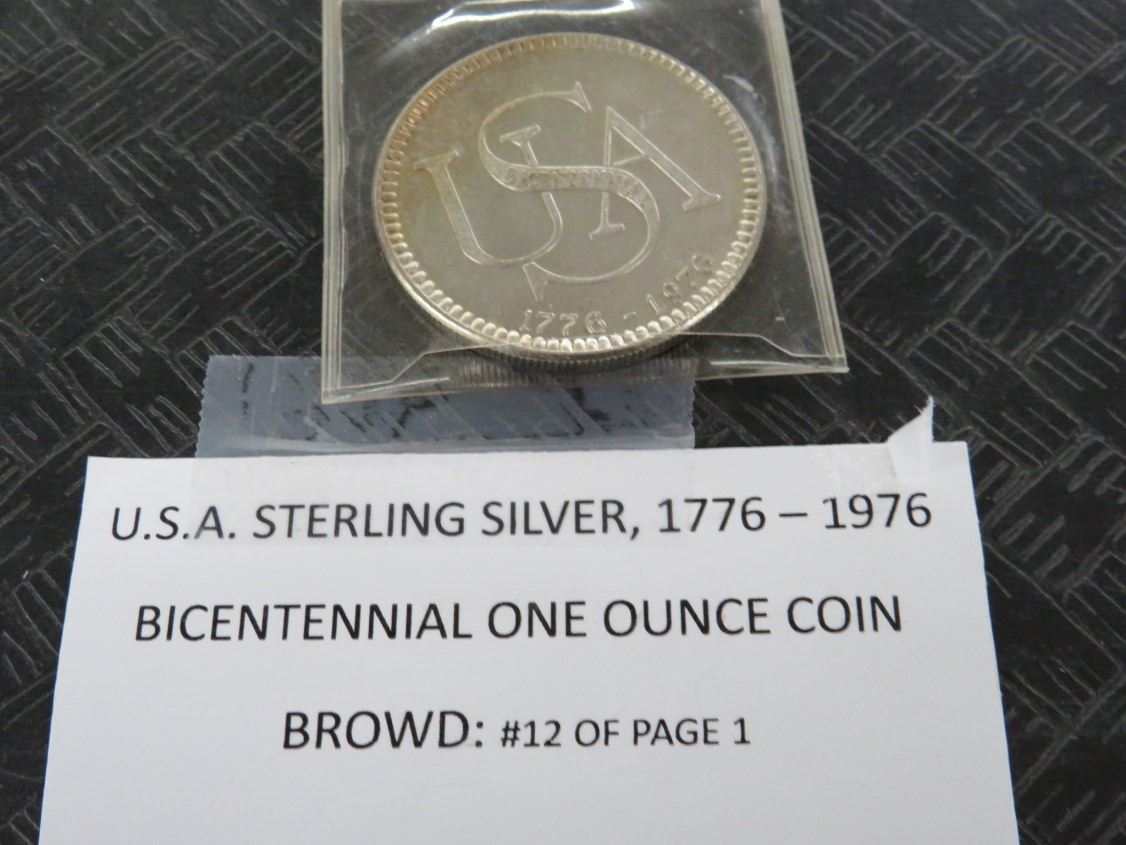 USA
BICENTENNIAL
1776 - 1976
U.S.A. STERLING SILVER, 1776 – 1976
BICENTENNIAL ONE OUNCE COIN
BROWD: #12 OF PAGE 1